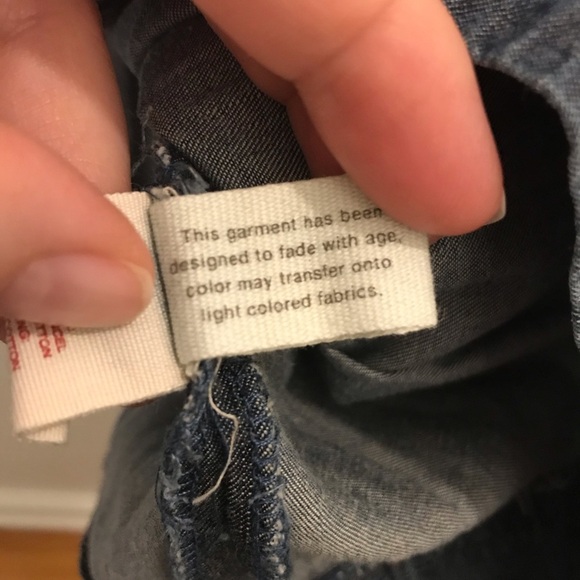 This garment has been
designed to fade with age,
color may transfer onto
light colored fabrics.